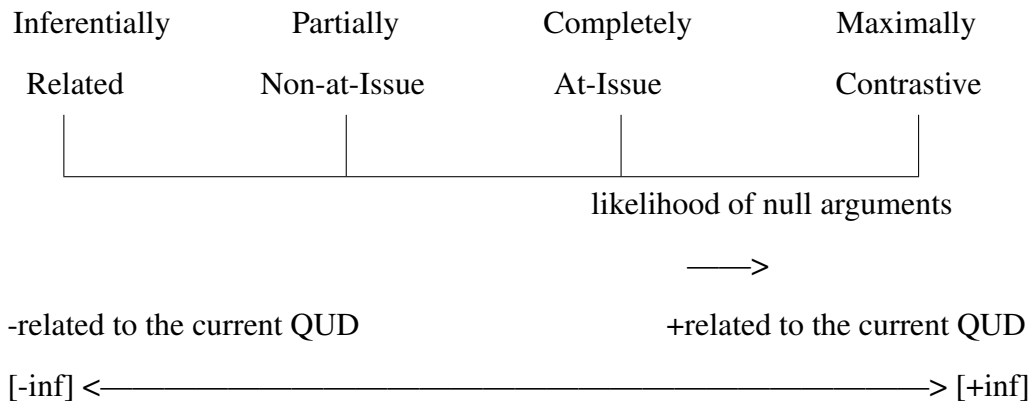 Inferentially Partially Completely Maximally
Related Non-at-Issue At-Issue Contrastive
likelihood of null arguments
——>
-related to the current QUD +related to the current QUD
[-inf] <——————————————————————————> [+inf]